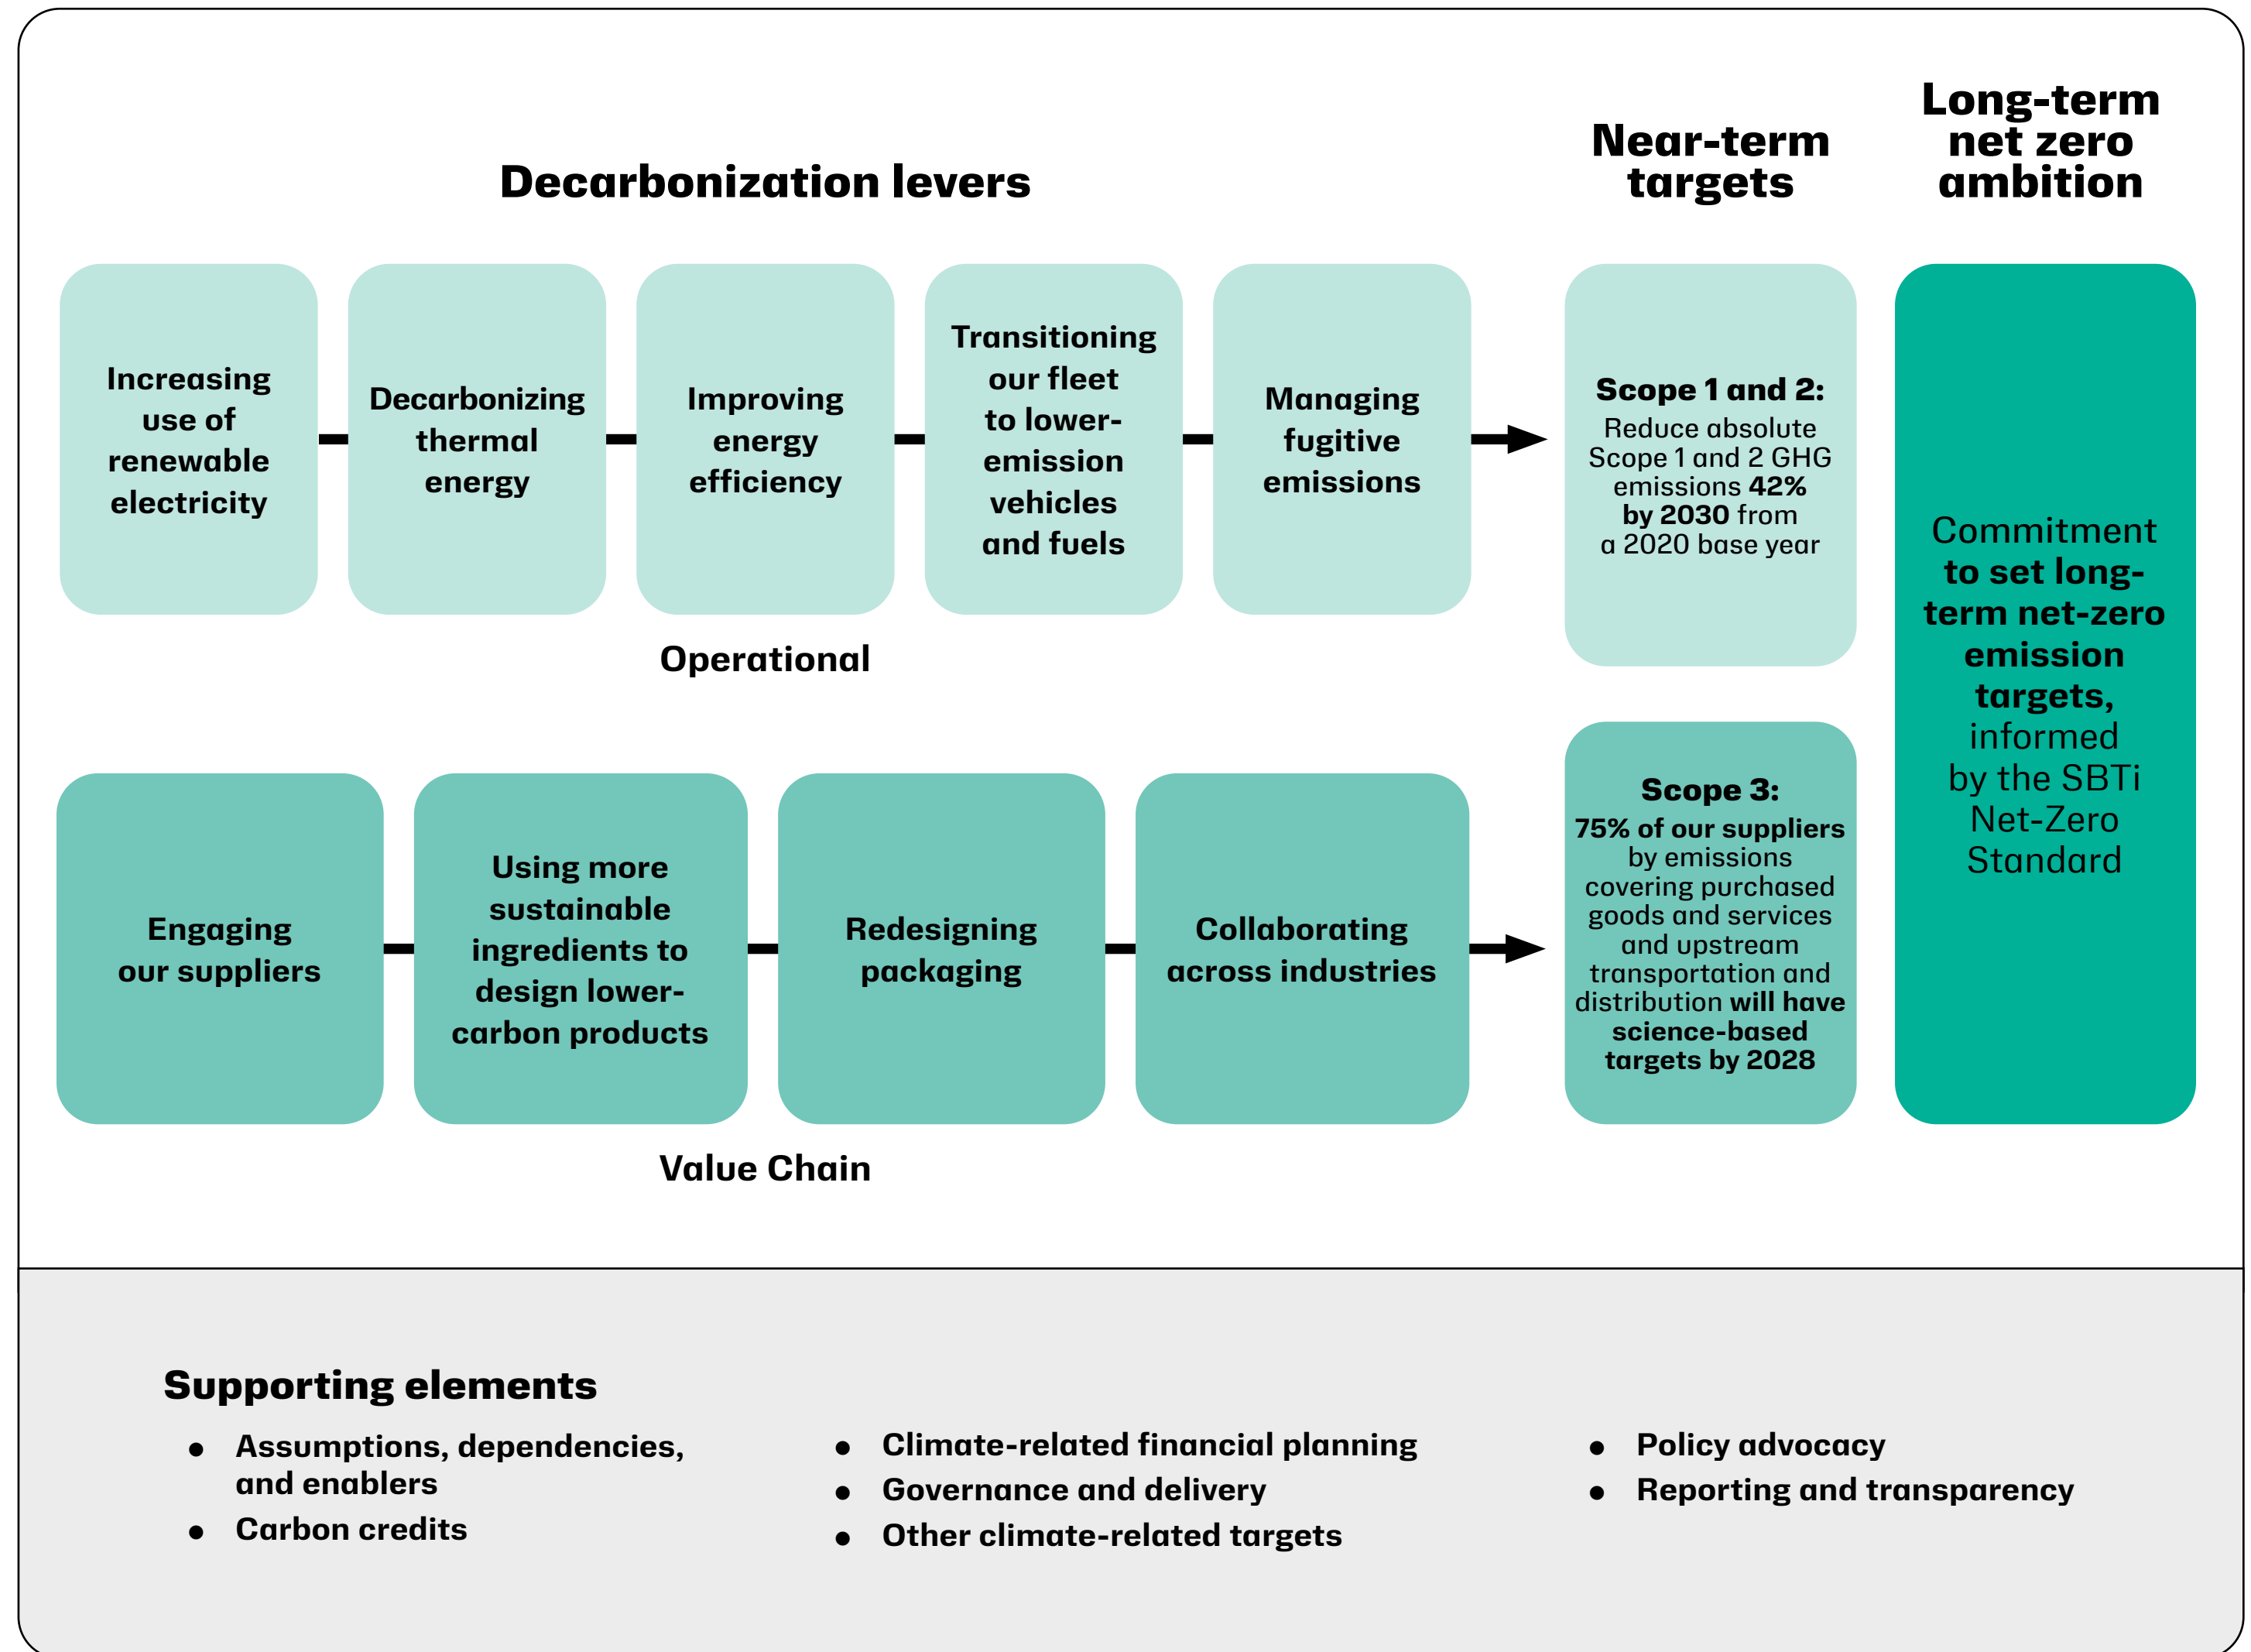 Decarbonization levers
Near-term
targets
Long-term
net zero
ambition
Increasing
use of
renewable
electricity
Decarbonizing
thermal
energy
Improving
energy
efficiency
Transitioning
our fleet
to lower-
emission
vehicles
and fuels
Managing
fugitive
emissions
Scope 1 and 2:
Reduce absolute
Scope 1 and 2 GHG
emissions 42%
by 2030 from
a 2020 base year
Operational
Engaging
our suppliers
Using more
sustainable
ingredients to
design lower-
carbon products
Redesigning
packaging
Collaborating
across industries
Scope 3:
75% of our suppliers
by emissions
covering purchased
goods and services
and upstream
transportation and
distribution will have
science-based
targets by 2028
Value Chain
Commitment
to set long-
term net-zero
emission
targets,
informed
by the SBTi
Net-Zero
Standard
Supporting elements
• Assumptions, dependencies,
and enablers
• Carbon credits
• Climate-related financial planning
• Governance and delivery
• Other climate-related targets
• Policy advocacy
• Reporting and transparency